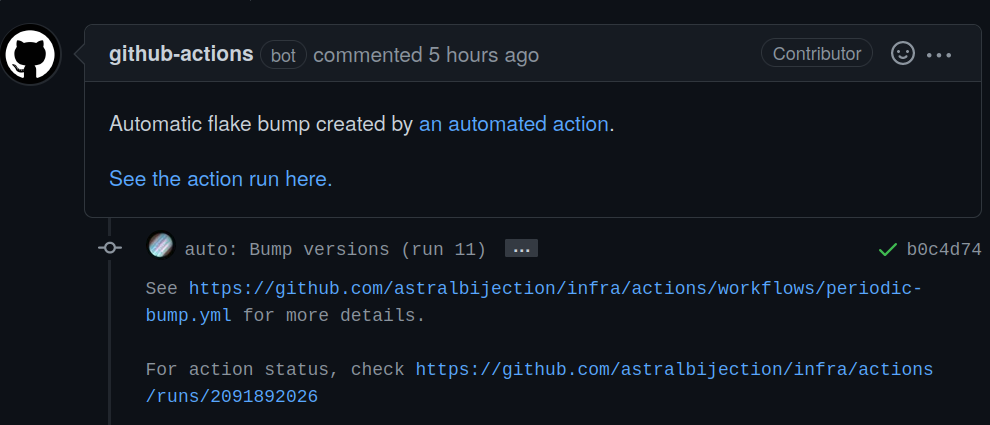 github-actions bot commented 5 hours ago Contributor
Automatic flake bump created by an automated action.
See the action run here.
auto: Bump versions (run 11) … b0c4d74
See https://github.com/astralbijection/infra/actions/workflows/periodic-
bump.yml for more details.
For action status, check https://github.com/astralbijection/infra/actions
/runs/2091892026